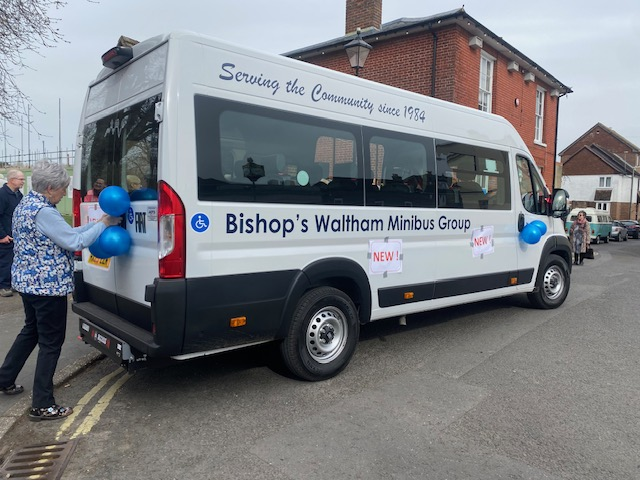 Serving the Community since 1984
Bishop's Waltham Minibus Group
NEW!
NEW!